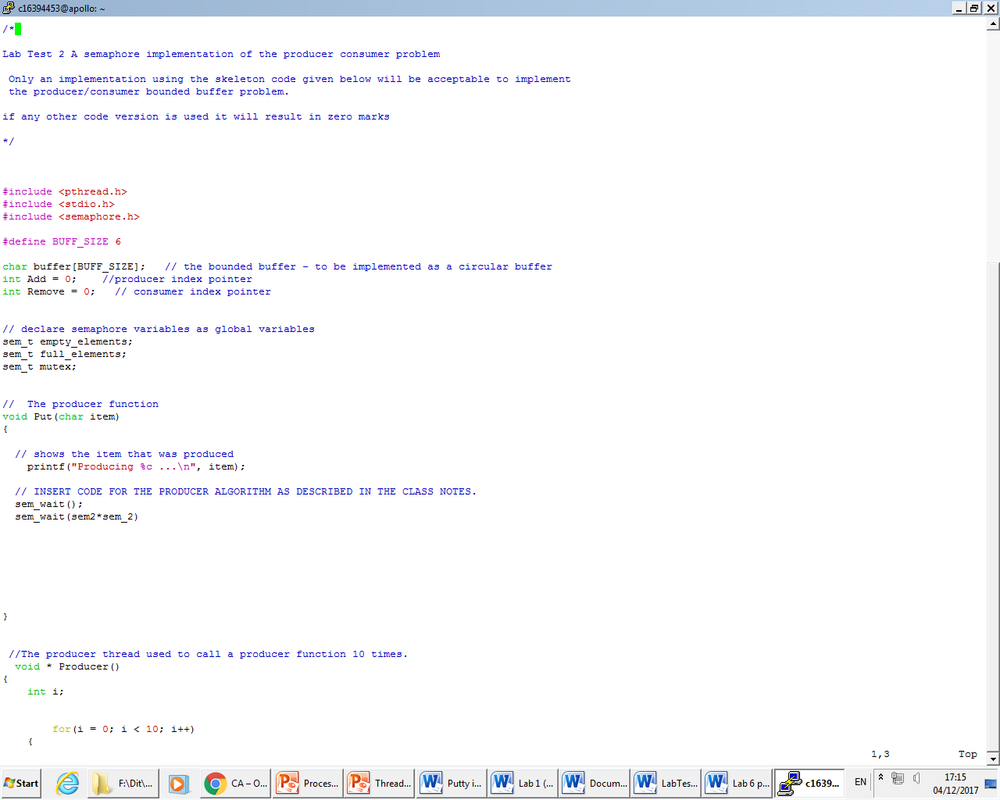 c16394453@apollo: ~
/*
Lab Test 2 A semaphore implementation of the producer consumer problem
Only an implementation using the skeleton code given below will be acceptable to implement
the producer/consumer bounded buffer problem.
if any other code version is used it will result in zero marks
*/
#include <pthread.h>
#include <stdio.h>
#include <semaphore.h>
#define BUFF_SIZE 6
char buffer[BUFF_SIZE];   // the bounded buffer - to be implemented as a circular buffer
int Add = 0;    //producer index pointer
int Remove = 0;   // consumer index pointer
// declare semaphore variables as global variables
sem_t empty_elements;
sem_t full_elements;
sem_t mutex;
//  The producer function
void Put(char item)
{
// shows the item that was produced
printf("Producing %c ...\n", item);
// INSERT CODE FOR THE PRODUCER ALGORITHM AS DESCRIBED IN THE CLASS NOTES.
sem_wait();
sem_wait(sem2*sem_2)
}
//The producer thread used to call a producer function 10 times.
void * Producer()
{
int i;
for(i = 0; i < 10; i++)
{
1,3 Top
Start F:\Dit\... CA – O... Proces... Thread... Putty i... Lab 1 (... Docum... LabTes... Lab 6 p... c1639... EN 17:15
04/12/2017